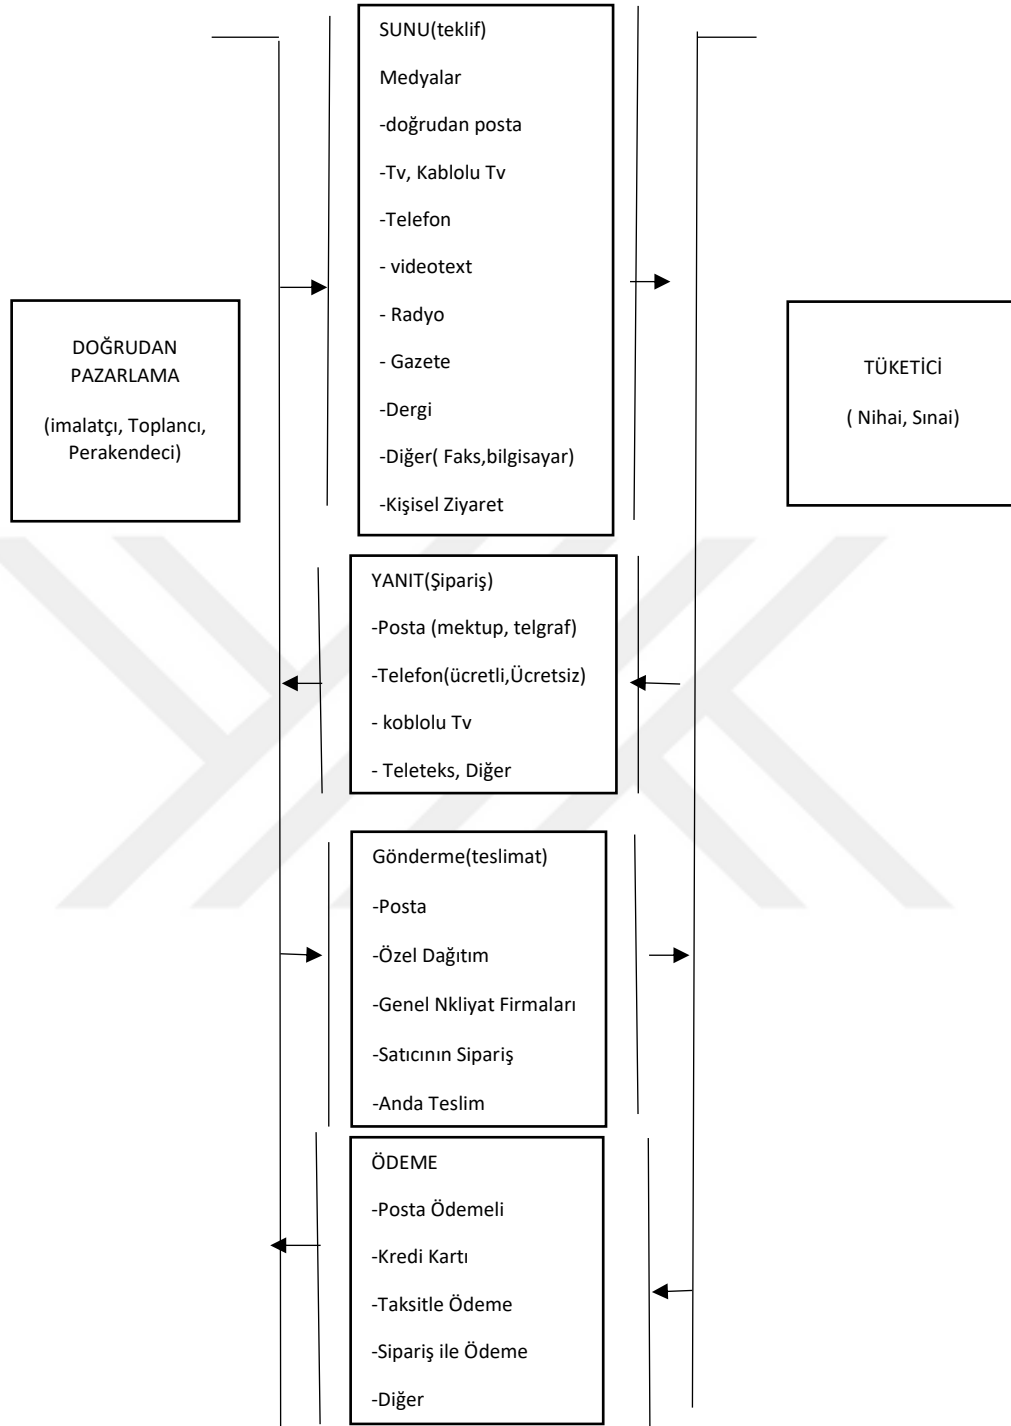 SUNU(teklif)
Medyalar
-doğrudan posta
-Tv, Kablolu Tv
-Telefon
- videotext
- Radyo
- Gazete
-Dergi
-Diğer( Faks,bilgisayar)
-Kişisel Ziyaret
DOĞRUDAN
PAZARLAMA
(imalatçı, Toplancı,
Perakendeci)
TÜKETİCİ
( Nihai, Sınai)
YANIT(Şipariş)
-Posta (mektup, telgraf)
-Telefon(ücretli,Ücretsiz)
- koblolu Tv
- Teleteks, Diğer
Gönderme(teslimat)
-Posta
-Özel Dağıtım
-Genel Nkliyat Firmaları
-Satıcının Sipariş
-Anda Teslim
ÖDEME
-Posta Ödemeli
-Kredi Kartı
-Taksitle Ödeme
-Sipariş ile Ödeme
-Diğer